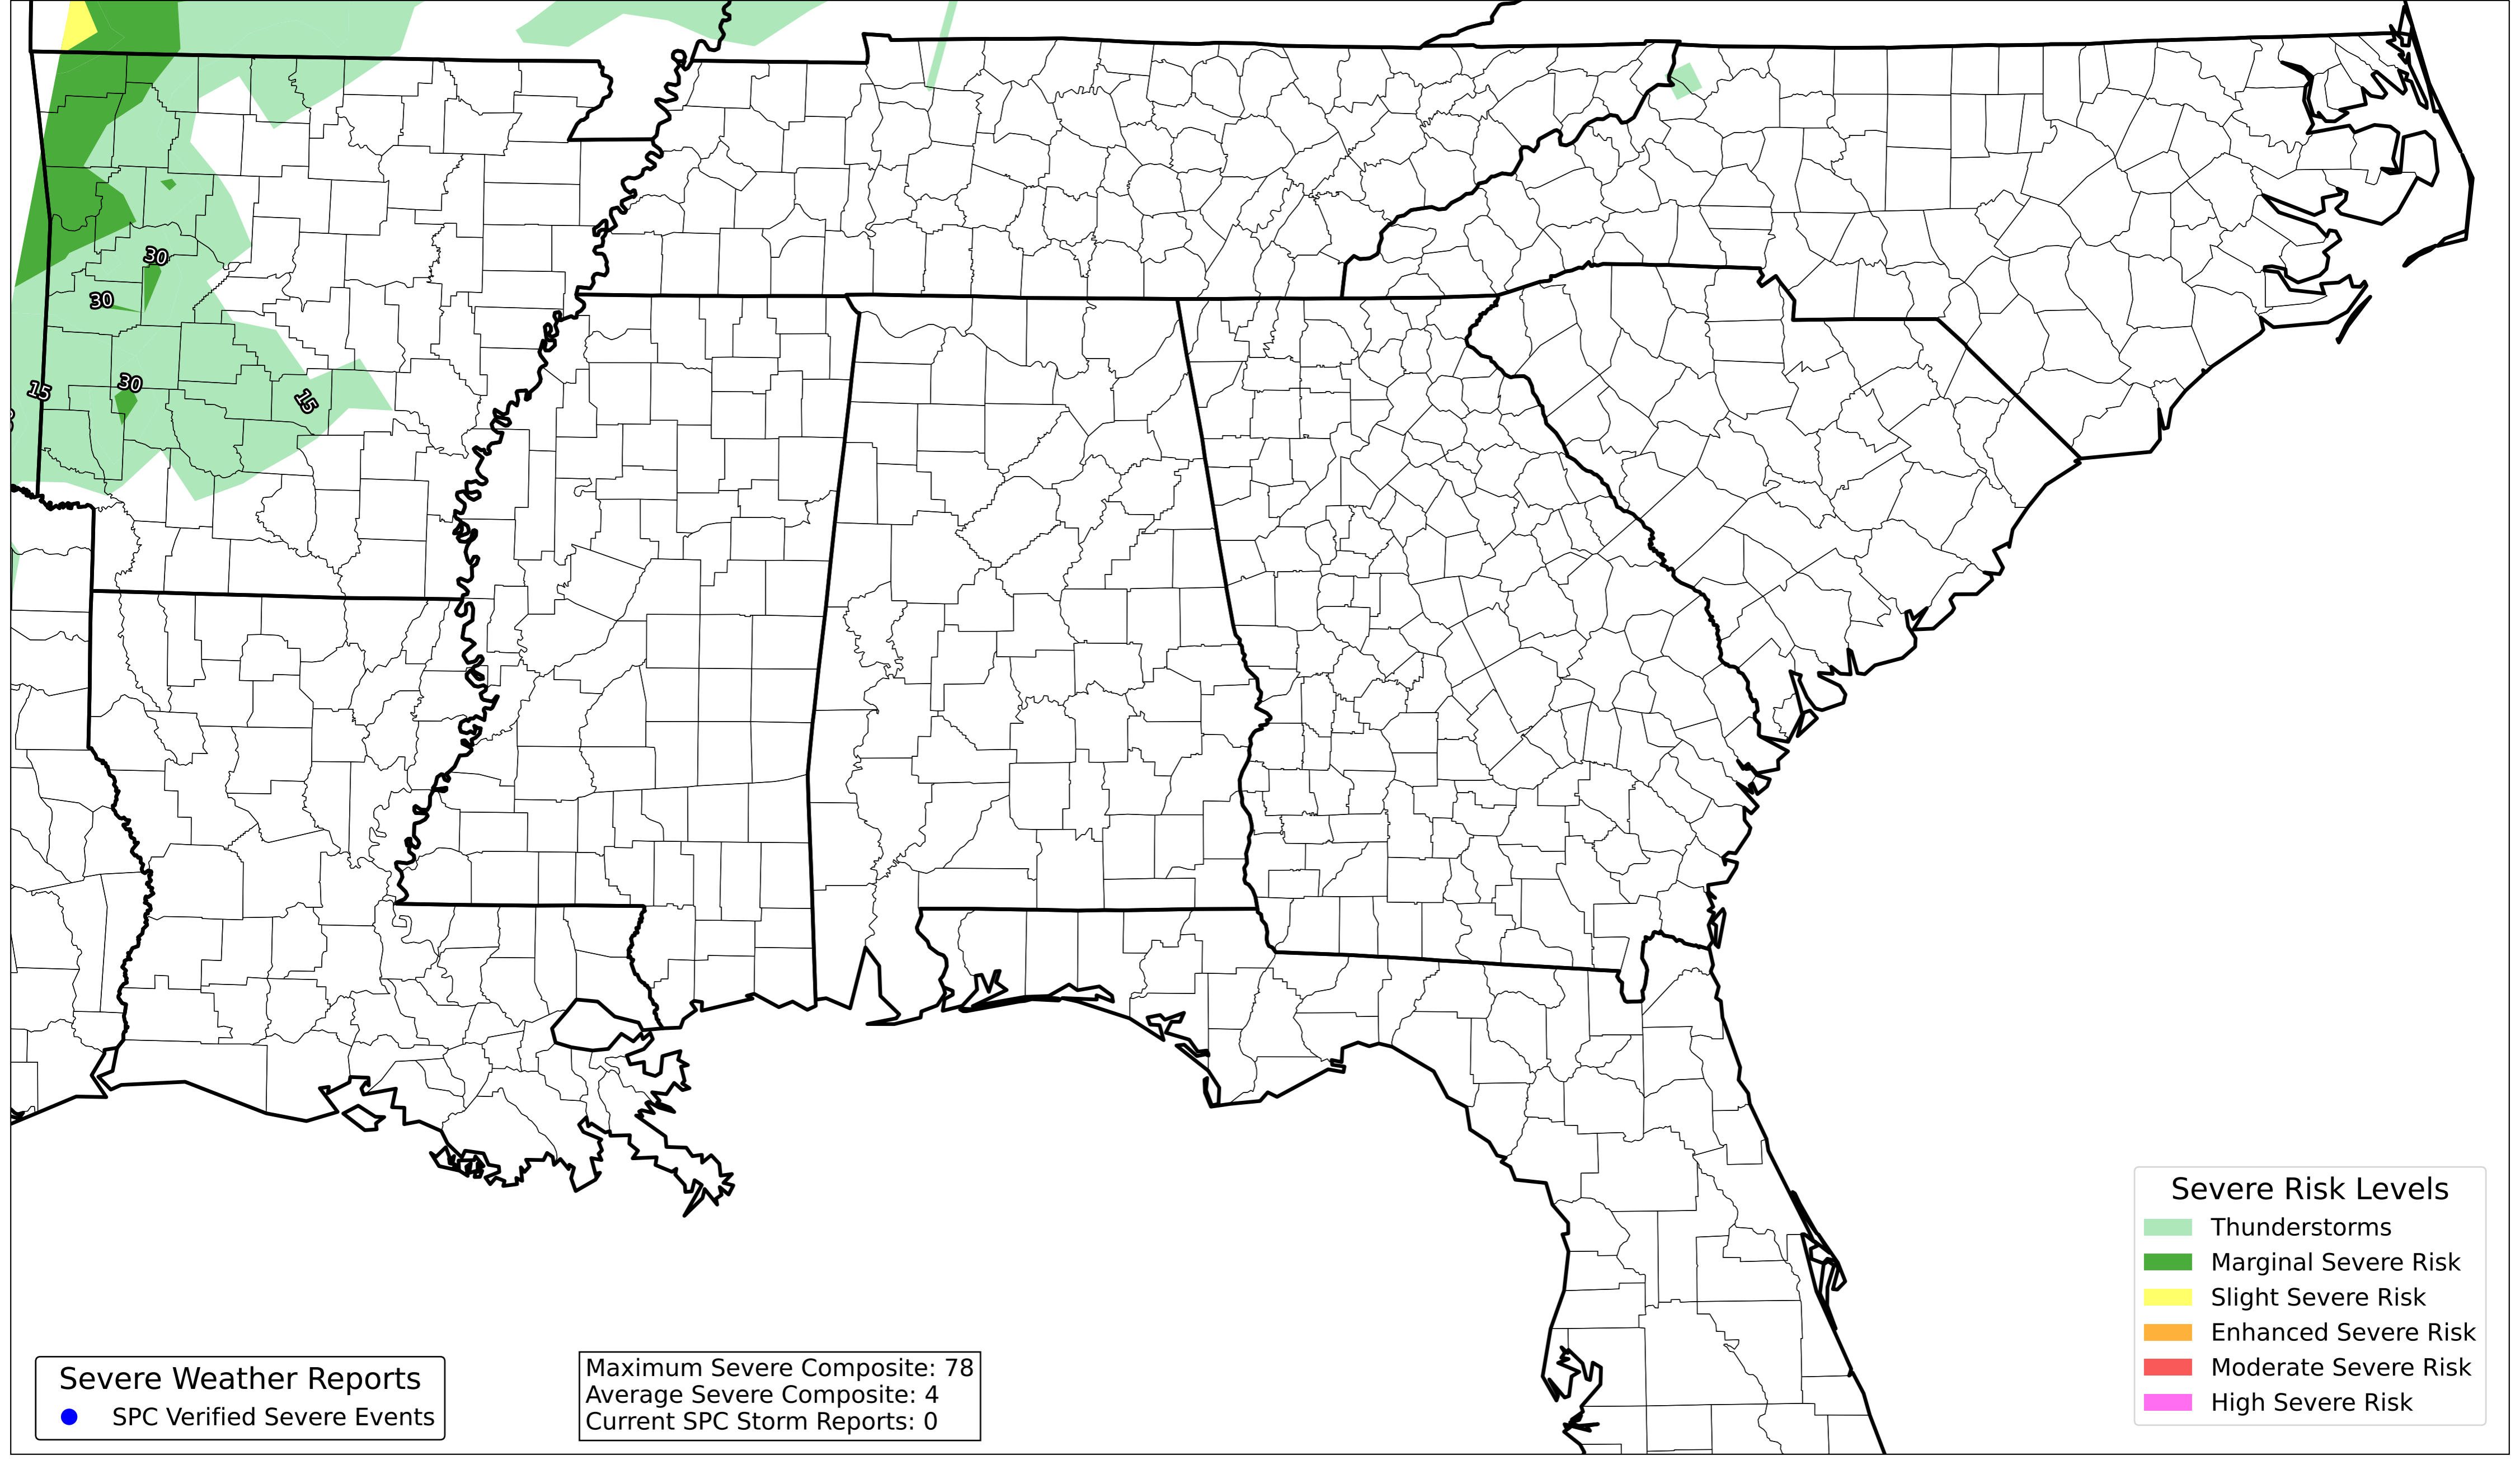 30
30
15
30
15
Severe Risk Levels
Thunderstorms
Marginal Severe Risk
Slight Severe Risk
Enhanced Severe Risk
Moderate Severe Risk
High Severe Risk
Severe Weather Reports
SPC Verified Severe Events
Maximum Severe Composite: 78
Average Severe Composite: 4
Current SPC Storm Reports: 0